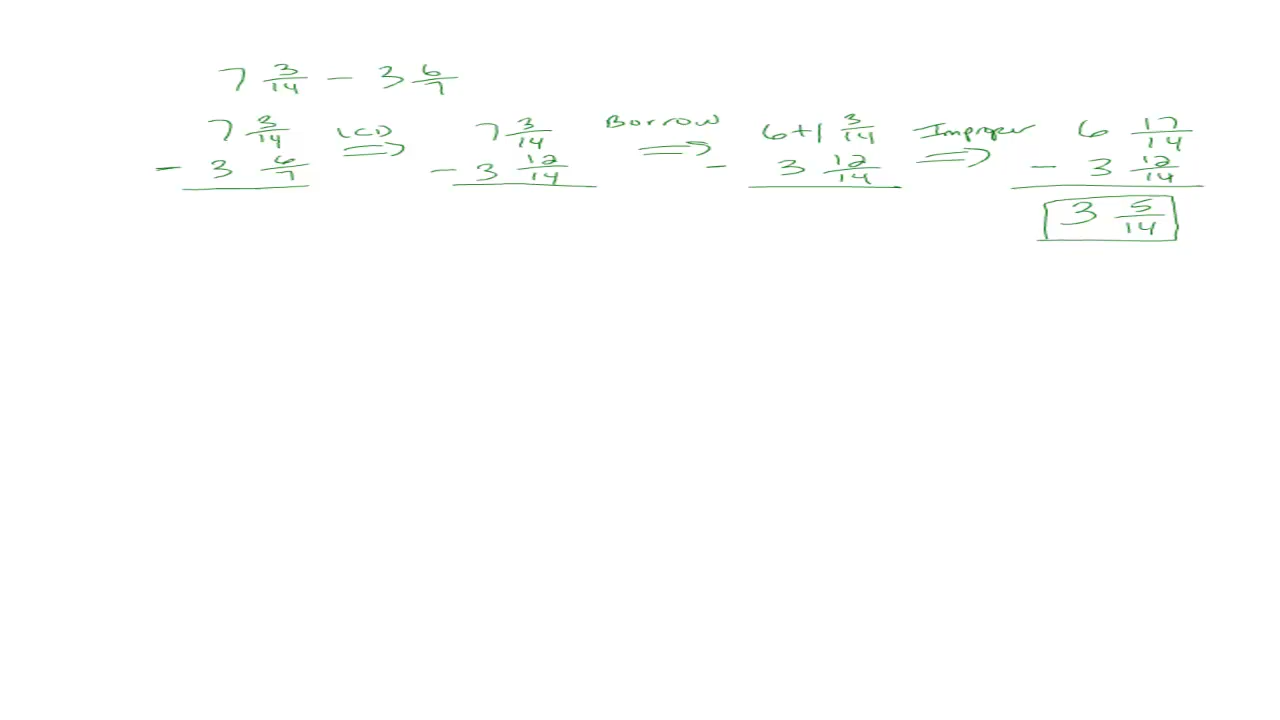 7 3/14 - 3 6/7
7 3/14 LCD ⇒ 7 3/14 Borrow ⇒ 6+1 3/14 Improper ⇒ 6 17/14
- 3 6/7 - 3 12/14 - 3 12/14 - 3 12/14
3 5/14